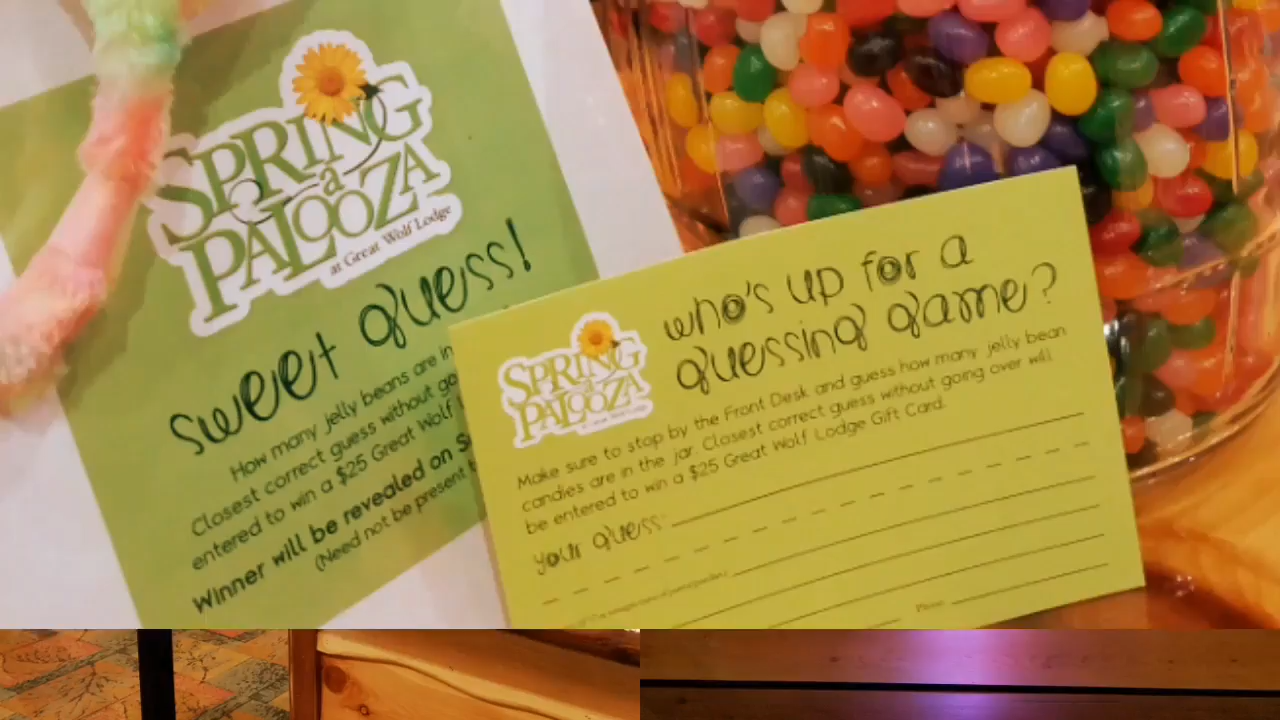 SPRING
a
PALOOZA
at Great Wolf Lodge
sweet guess!
How many jelly beans are in
Closest correct guess without go
entered to win a $25 Great Wolf
Winner will be revealed on S
(Need not be present t
SPRING
a
PALOOZA
who's up for a
guessing game?
Make sure to stop by the Front Desk and guess how many jelly bean
candies are in the jar. Closest correct guess without going over will
be entered to win a $25 Great Wolf Lodge Gift Card.
your guess:
Phone